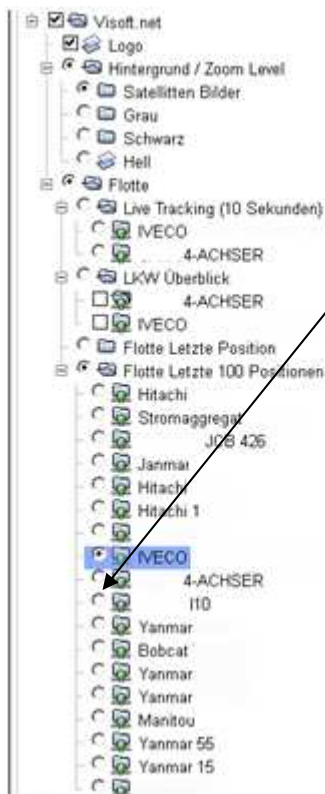 Visoft.net
Logo
Hintergrund / Zoom Level
Satellitten Bilder
Grau
Schwarz
Hell
Flotte
Live Tracking (10 Sekunden)
IVECO
4-ACHSER
LKW Überblick
4-ACHSER
IVECO
Flotte Letzte Position
Flotte Letzte 100 Positionen
Hitachi
Stromaggregat
JCB 426
Janmar
Hitachi
Hitachi 1
IVECO
4-ACHSER
I10
Yanmar
Bobcat
Yanmar
Yanmar
Manitou
Yanmar 55
Yanmar 15